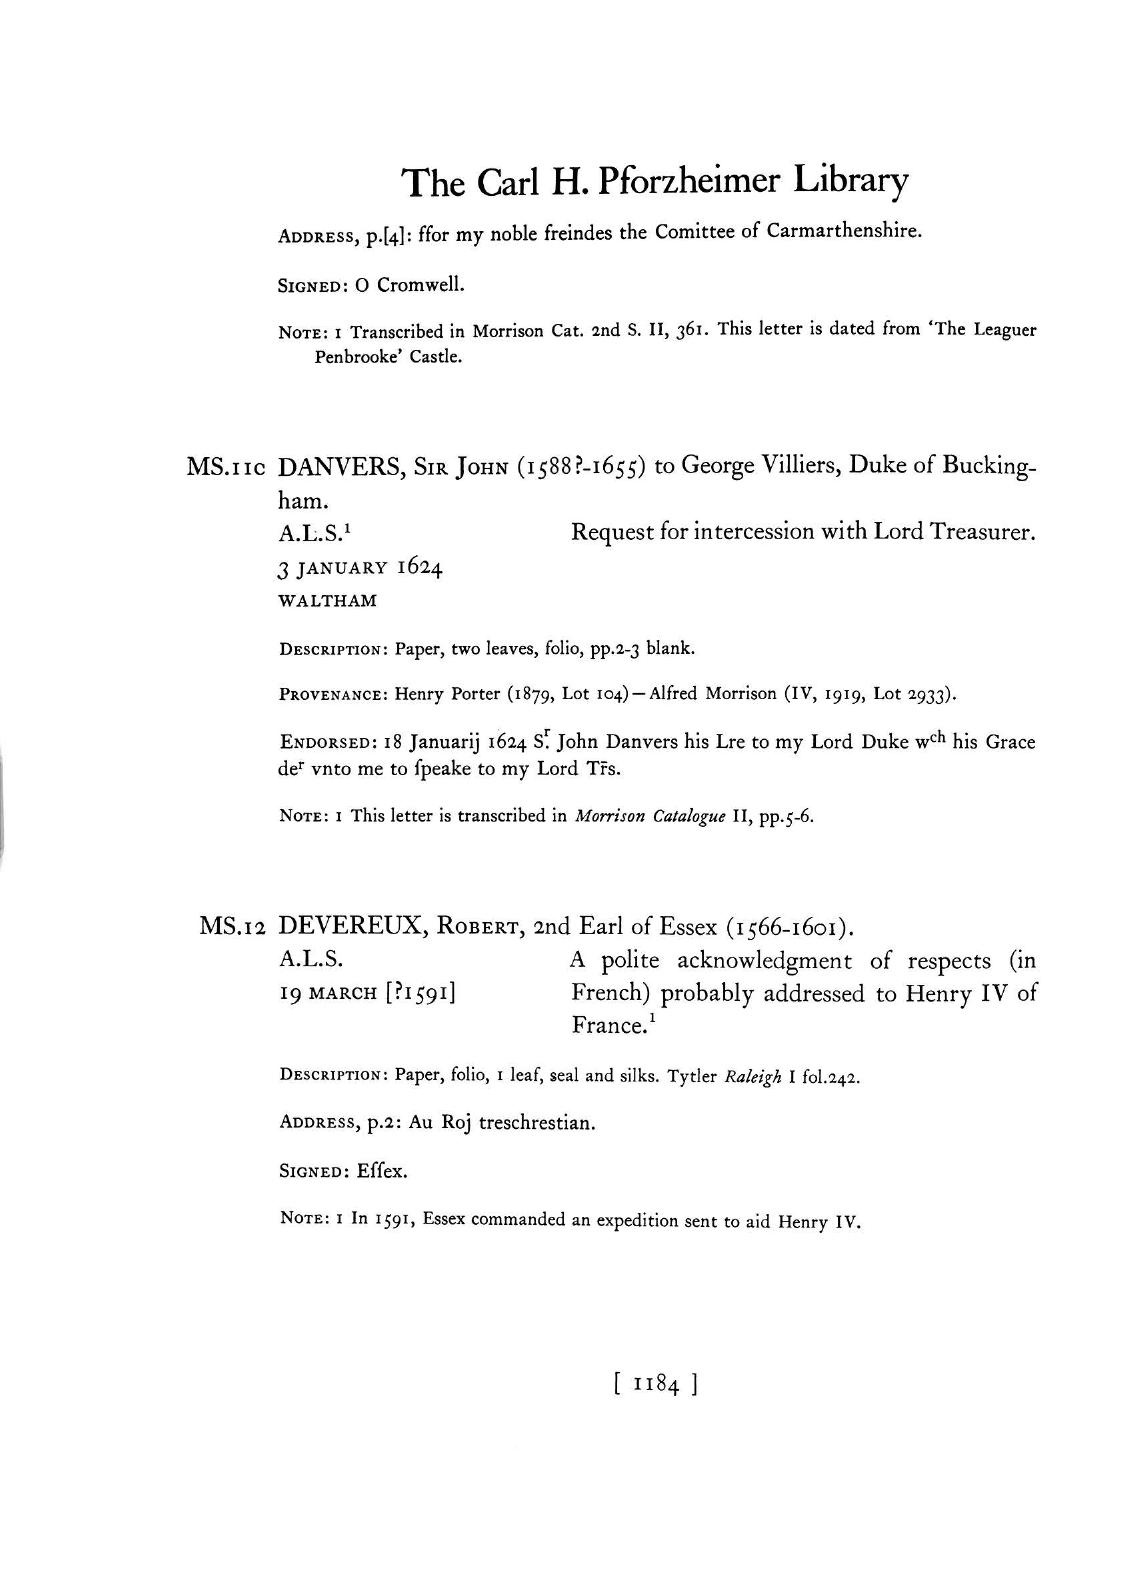 The Carl H. Pforzheimer Library
ADDRESS, p.[4]: ffor my noble freindes the Comittee of Carmarthenshire.
SIGNED: O Cromwell.
NOTE: 1 Transcribed in Morrison Cat. 2nd S. II, 361. This letter is dated from ‘The Leaguer
Penbrooke’ Castle.
MS.11C DANVERS, SIR JOHN (1588?-1655) to George Villiers, Duke of Bucking-
ham.
A.L.S.¹ Request for intercession with Lord Treasurer.
3 JANUARY 1624
WALTHAM
DESCRIPTION: Paper, two leaves, folio, pp.2-3 blank.
PROVENANCE: Henry Porter (1879, Lot 104)—Alfred Morrison (IV, 1919, Lot 2933).
ENDORSED: 18 Januarij 1624 Sʳ. John Danvers his Lre to my Lord Duke wᶜʰ his Grace
deʳ vnto me to ſpeake to my Lord Tr̄s.
NOTE: 1 This letter is transcribed in Morrison Catalogue II, pp.5-6.
MS.12 DEVEREUX, ROBERT, 2nd Earl of Essex (1566-1601).
A.L.S. A polite acknowledgment of respects (in
19 MARCH [?1591] French) probably addressed to Henry IV of
France.¹
DESCRIPTION: Paper, folio, 1 leaf, seal and silks. Tytler Raleigh I fol.242.
ADDRESS, p.2: Au Roj treschrestian.
SIGNED: Eſſex.
NOTE: 1 In 1591, Essex commanded an expedition sent to aid Henry IV.
[ 1184 ]